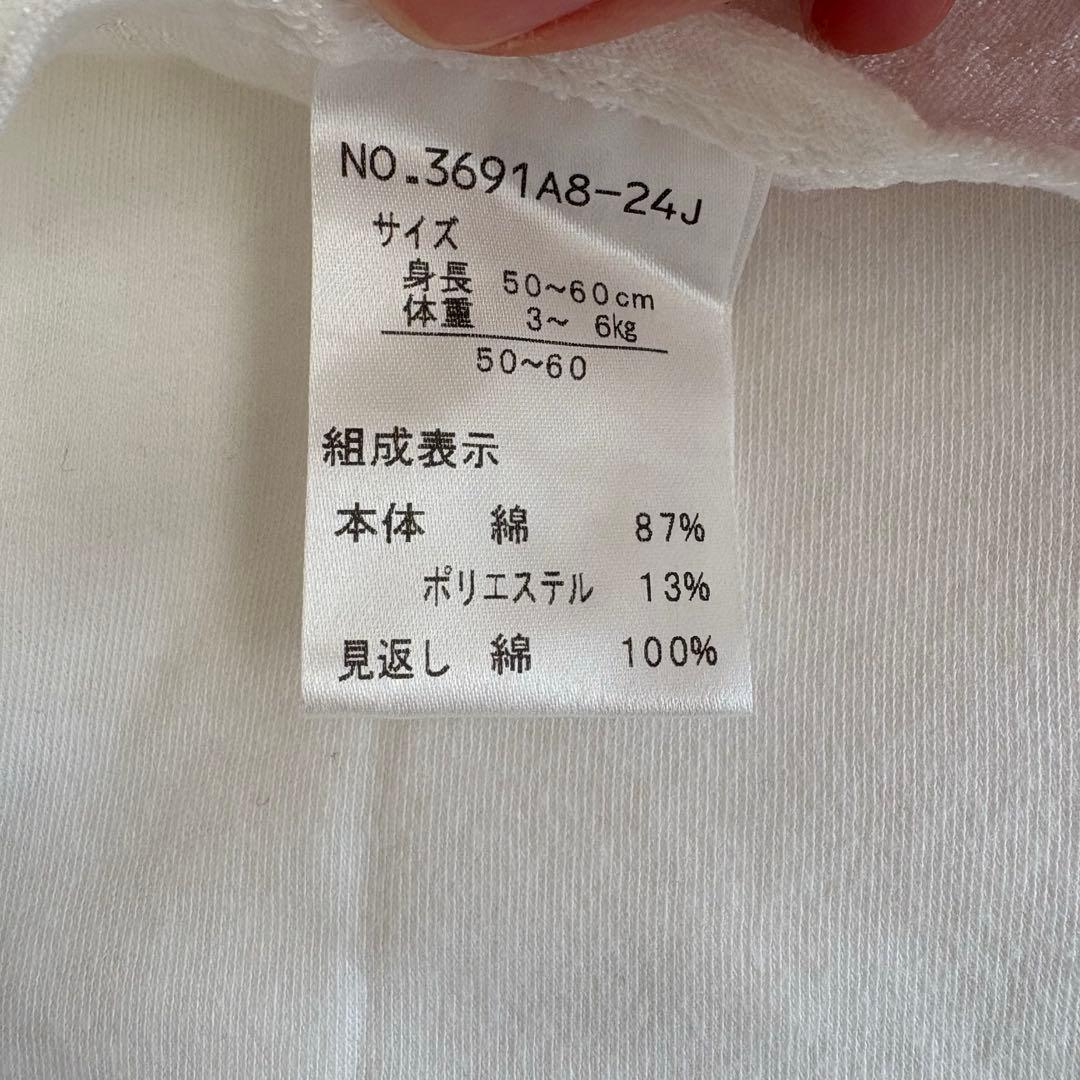 NO.3691A8-24J
サイズ
身長 50~60cm
体重 3~ 6kg
50~60
組成表示
本体 綿 87%
ポリエステル 13%
見返し 綿 100%